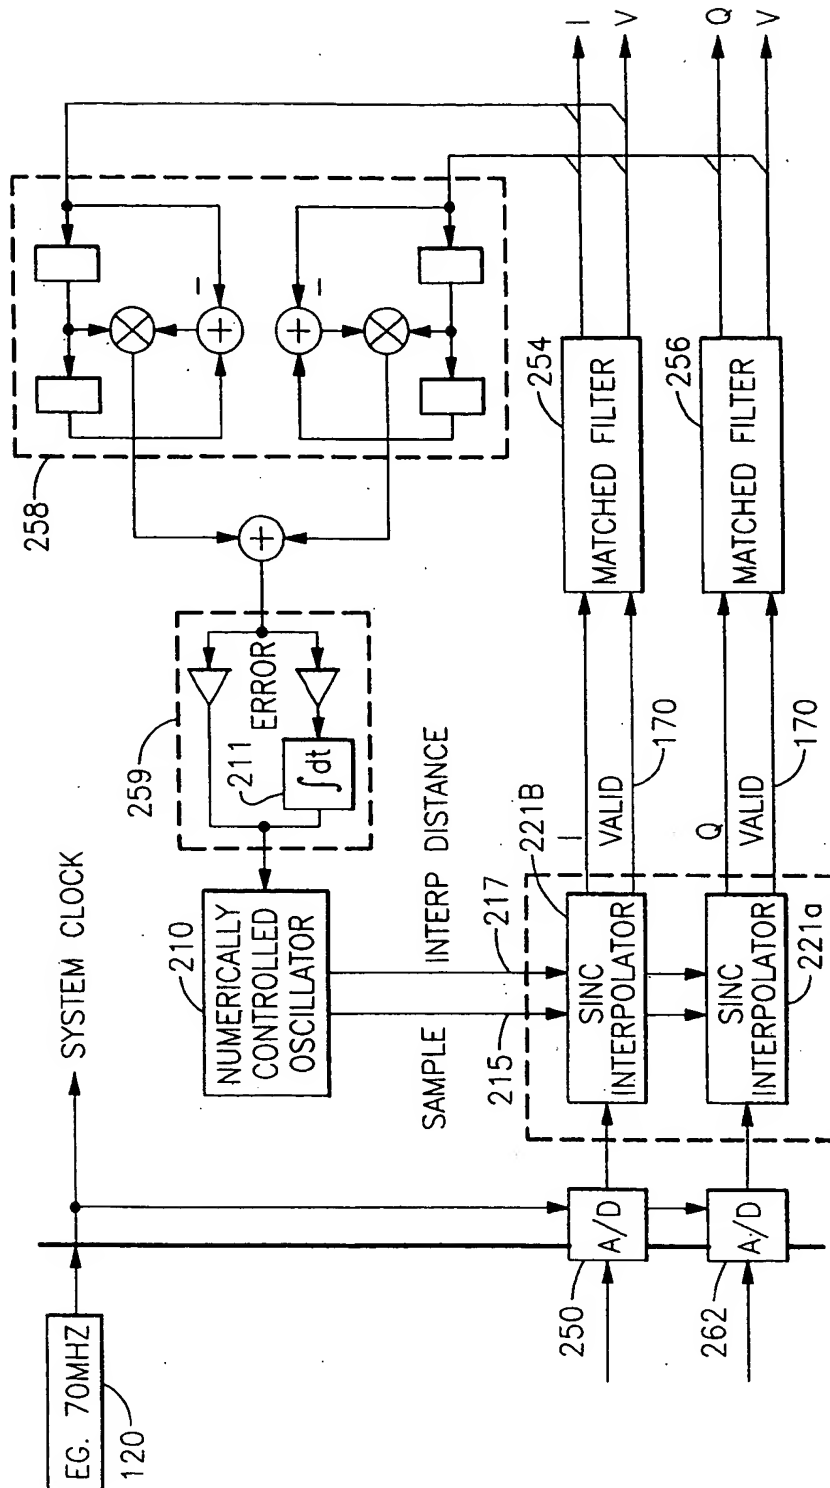 EG. 70MHZ
120
SYSTEM CLOCK
258
259
ERROR
211
∫dt
210
NUMERICALLY
CONTROLLED
OSCILLATOR
SAMPLE
215
INTERP DISTANCE
217
250
A/D
262
A/D
221B
SINC
INTERPOLATOR
221a
SINC
INTERPOLATOR
I
VALID
170
Q
VALID
170
254
MATCHED FILTER
256
MATCHED FILTER
I
V
Q
V